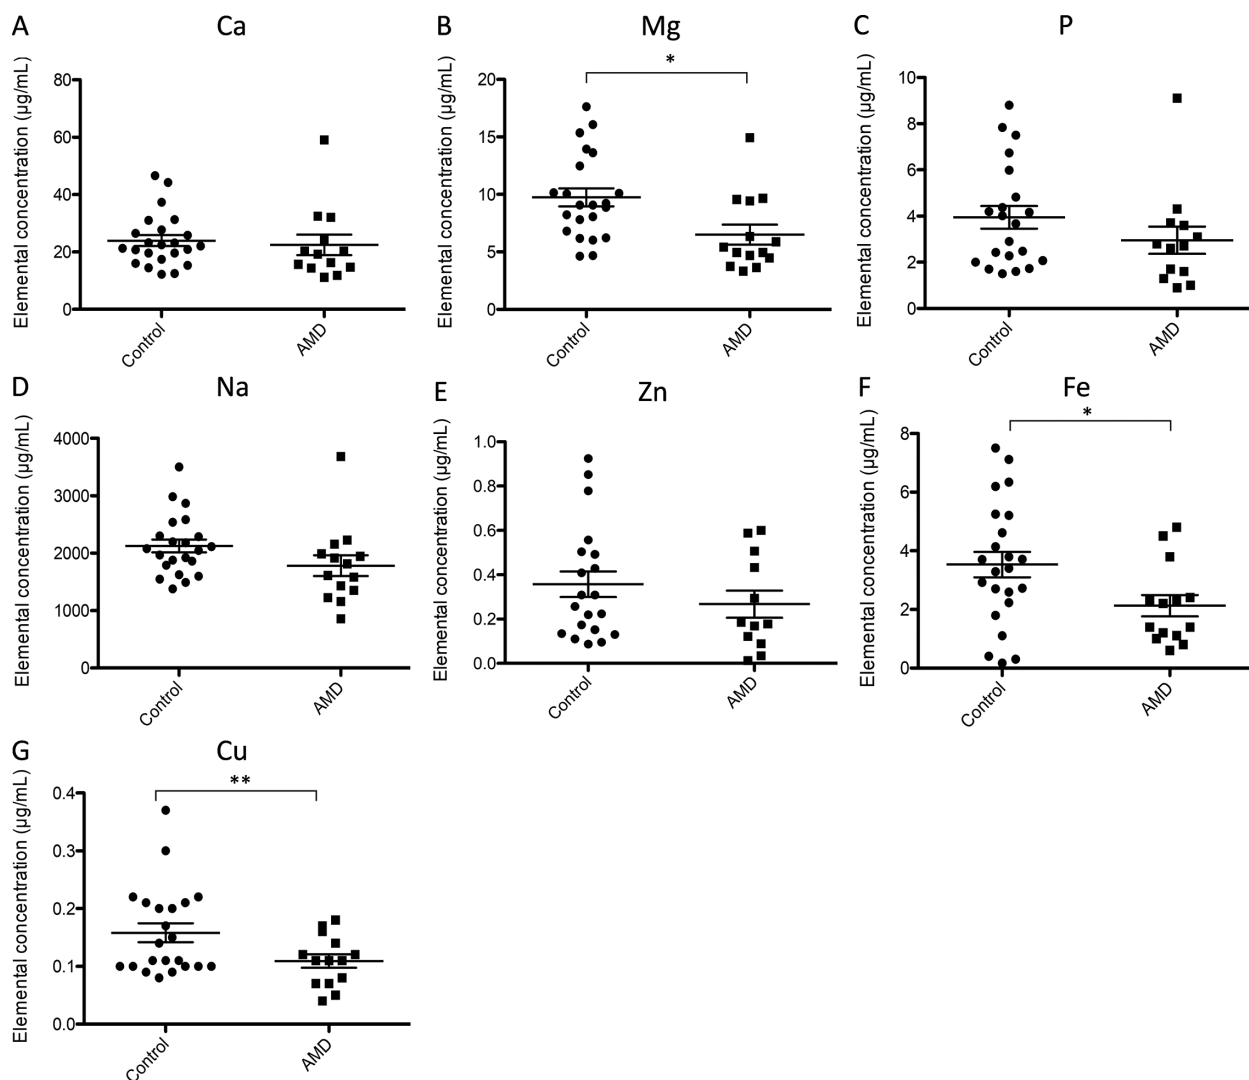 A Ca
Elemental concentration (µg/mL)
80
60
40
20
0
Control
AMD
B Mg
Elemental concentration (µg/mL)
20
15
10
5
0
*
Control
AMD
C P
Elemental concentration (µg/mL)
10
8
6
4
2
0
Control
AMD
D Na
Elemental concentration (µg/mL)
4000
3000
2000
1000
0
Control
AMD
E Zn
Elemental concentration (µg/mL)
1.0
0.8
0.6
0.4
0.2
0.0
Control
AMD
F Fe
Elemental concentration (µg/mL)
8
6
4
2
0
*
Control
AMD
G Cu
Elemental concentration (µg/mL)
0.4
0.3
0.2
0.1
0.0
**
Control
AMD